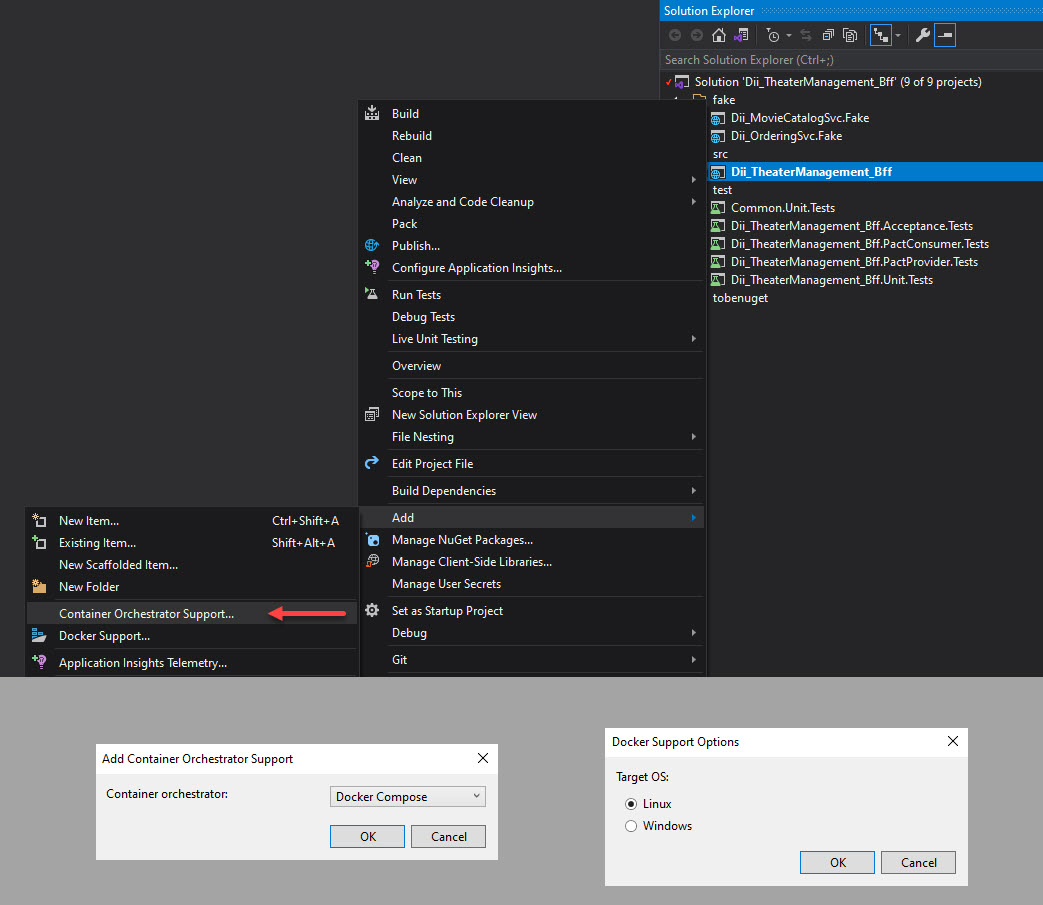 Solution Explorer
Search Solution Explorer (Ctrl+;)
Solution 'Dii_TheaterManagement_Bff' (9 of 9 projects)
fake
Dii_MovieCatalogSvc.Fake
Dii_OrderingSvc.Fake
src
Dii_TheaterManagement_Bff
test
Common.Unit.Tests
Dii_TheaterManagement_Bff.Acceptance.Tests
Dii_TheaterManagement_Bff.PactConsumer.Tests
Dii_TheaterManagement_Bff.PactProvider.Tests
Dii_TheaterManagement_Bff.Unit.Tests
tobenuget
Build
Rebuild
Clean
View
Analyze and Code Cleanup
Pack
Publish...
Configure Application Insights...
Run Tests
Debug Tests
Live Unit Testing
Overview
Scope to This
New Solution Explorer View
File Nesting
Edit Project File
Build Dependencies
Add
Manage NuGet Packages...
Manage Client-Side Libraries...
Manage User Secrets
Set as Startup Project
Debug
Git
New Item... Ctrl+Shift+A
Existing Item... Shift+Alt+A
New Scaffolded Item...
New Folder
Container Orchestrator Support...
Docker Support...
Application Insights Telemetry...
Add Container Orchestrator Support
Container orchestrator: Docker Compose
OK Cancel
Docker Support Options
Target OS:
Linux
Windows
OK Cancel